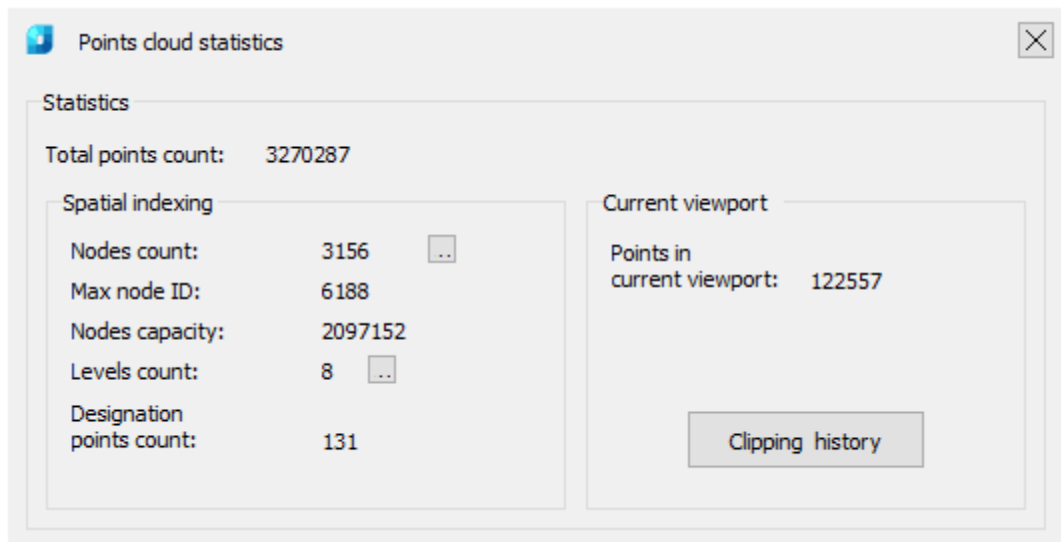 Points cloud statistics
Statistics
Total points count: 3270287
Spatial indexing
Nodes count: 3156 ..
Max node ID: 6188
Nodes capacity: 2097152
Levels count: 8 ..
Designation
points count: 131
Current viewport
Points in
current viewport: 122557
Clipping history